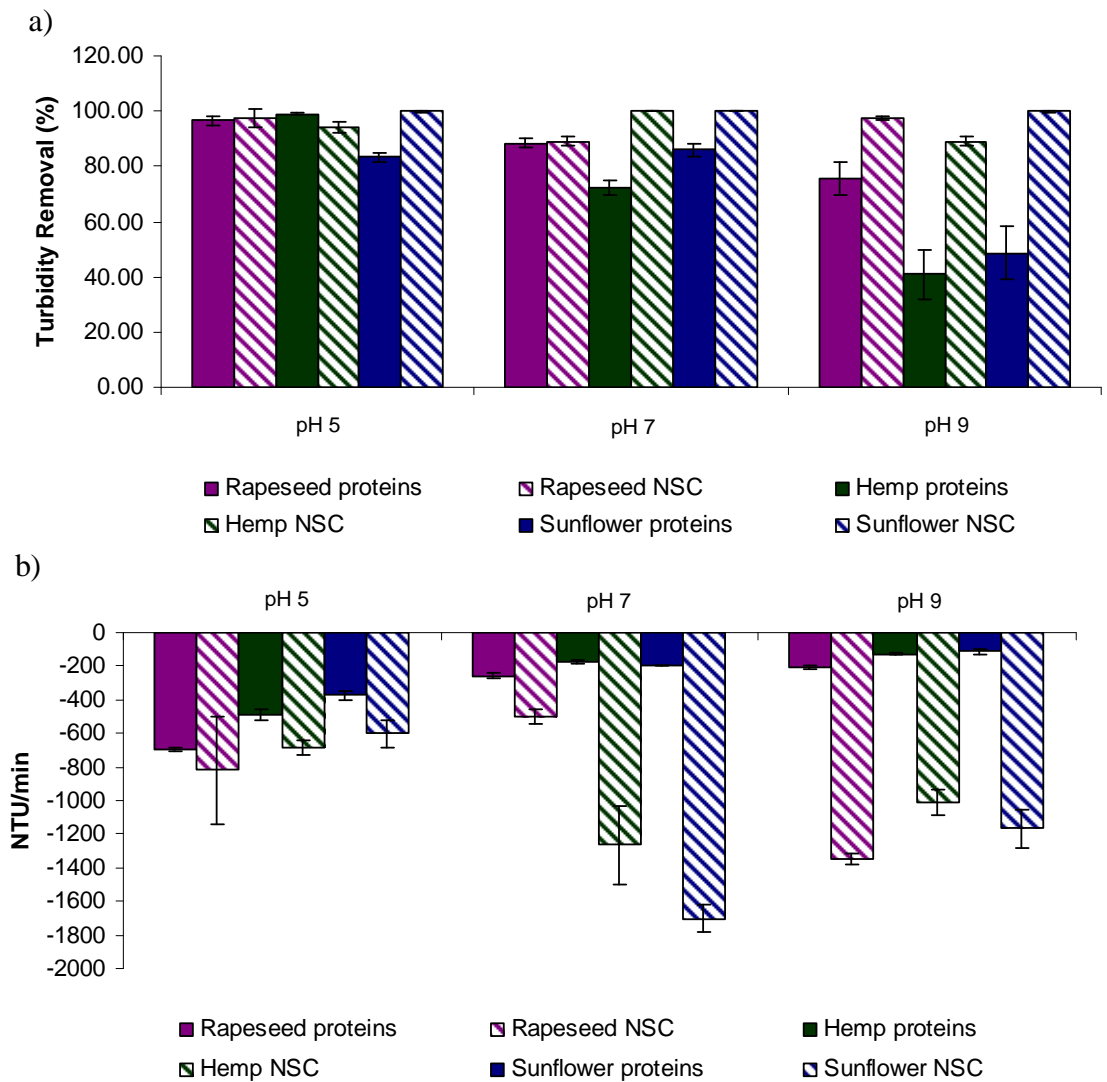 a)
120.00
100.00
80.00
60.00
40.00
20.00
0.00
Turbidity Removal (%)
pH 5 pH 7 pH 9
Rapeseed proteins Rapeseed NSC Hemp proteins
Hemp NSC Sunflower proteins Sunflower NSC
b)
pH 5 pH 7 pH 9
0
-200
-400
-600
-800
-1000
-1200
-1400
-1600
-1800
-2000
NTU/min
Rapeseed proteins Rapeseed NSC Hemp proteins
Hemp NSC Sunflower proteins Sunflower NSC